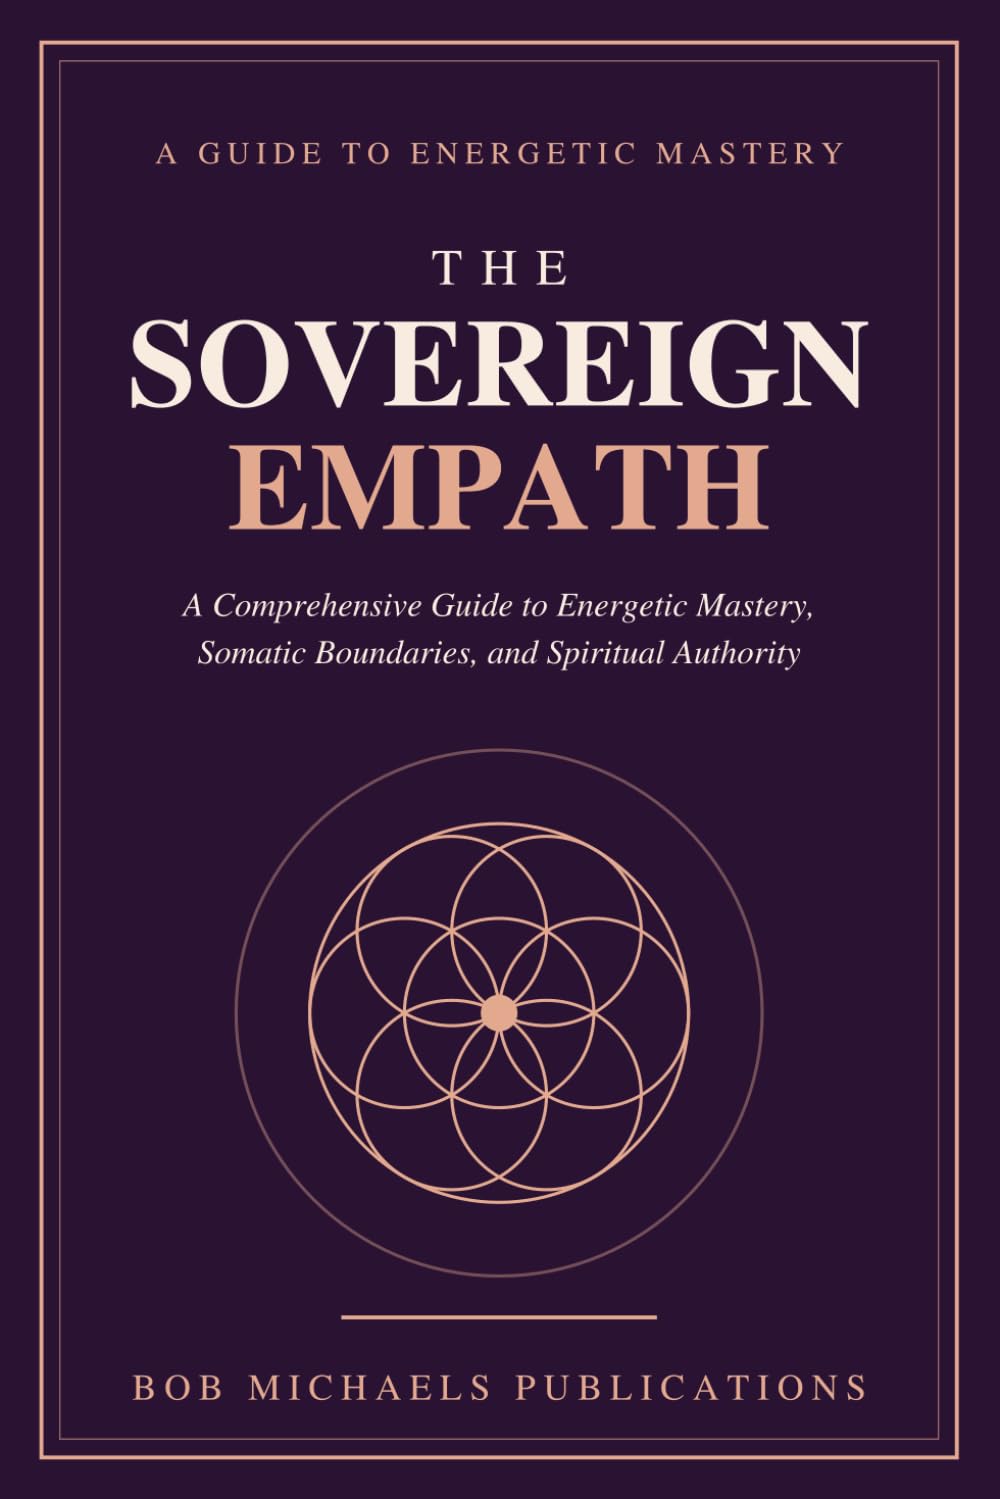 A GUIDE TO ENERGETIC MASTERY
THE
SOVEREIGN
EMPATH
A Comprehensive Guide to Energetic Mastery,
Somatic Boundaries, and Spiritual Authority
BOB MICHAELS PUBLICATIONS